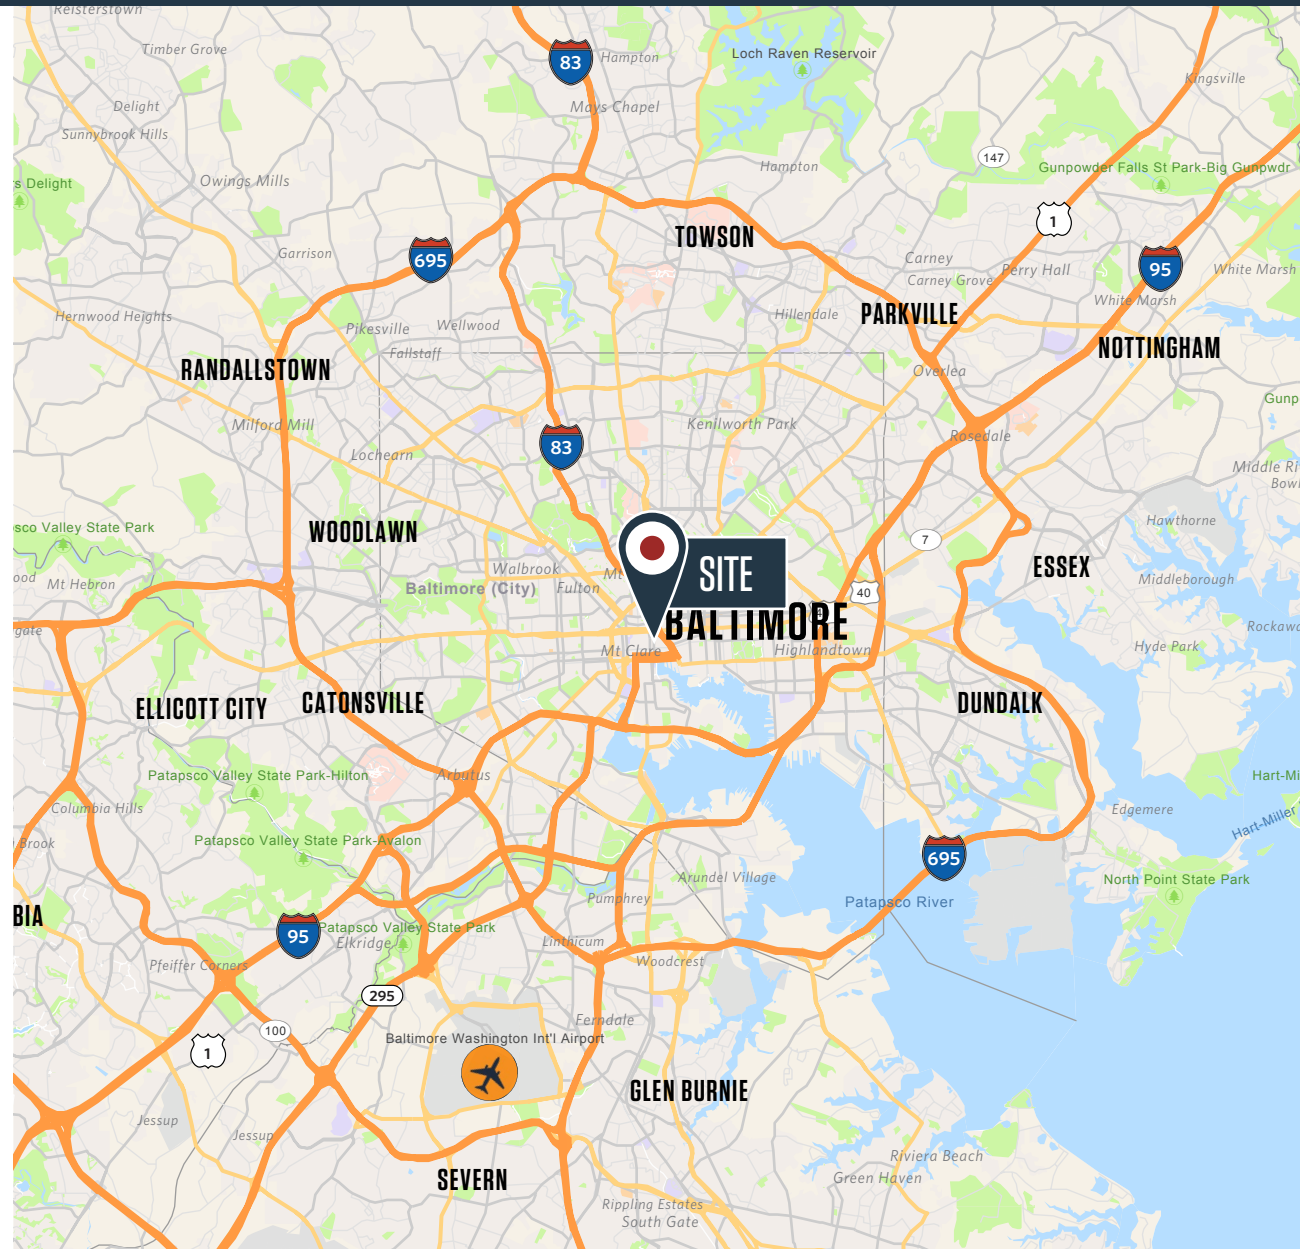 Reisterstown
Timber Grove
83
Hampton
Loch Raven Reservoir
Kingsville
Delight
Mays Chapel
Sunnybrook Hills
147
Hampton
Gunpowder Falls St Park-Big Gunpwdr
s Delight
Owings Mills
1
TOWSON
Garrison
695
Carney
Perry Hall
95
White Marsh
Carney Grove
White Marsh
Hernwood Heights
Pikesville
Wellwood
Hillendale
PARKVILLE
Fallstaff
NOTTINGHAM
RANDALLSTOWN
Overlea
Gunp
Milford Mill
Kenilworth Park
Rosedale
83
Lochearn
Middle Ri
Bowl
sco Valley State Park
WOODLAWN
Hawthorne
7
ESSEX
ood
Mt Hebron
Walbrook
Mt
SITE
Middleborough
Baltimore (City)
Fulton
40
BALTIMORE
Rockawa
gate
Mt Clare
Highlandtown
Hyde Park
ELLICOTT CITY
CATONSVILLE
DUNDALK
Patapsco Valley State Park-Hilton
Arbutus
Hart-Mi
Columbia Hills
Edgemere
Hart-Miller
Brook
Patapsco Valley State Park-Avalon
695
Arundel Village
North Point State Park
Pumphrey
Patapsco River
BIA
95
Patapsco Valley State Park
Elkridge
Linthicum
Pfeiffer Corners
Woodcrest
295
100
Ferndale
1
Baltimore Washington Int'l Airport
GLEN BURNIE
Jessup
Jessup
Riviera Beach
SEVERN
Green Haven
Rippling Estates
South Gate